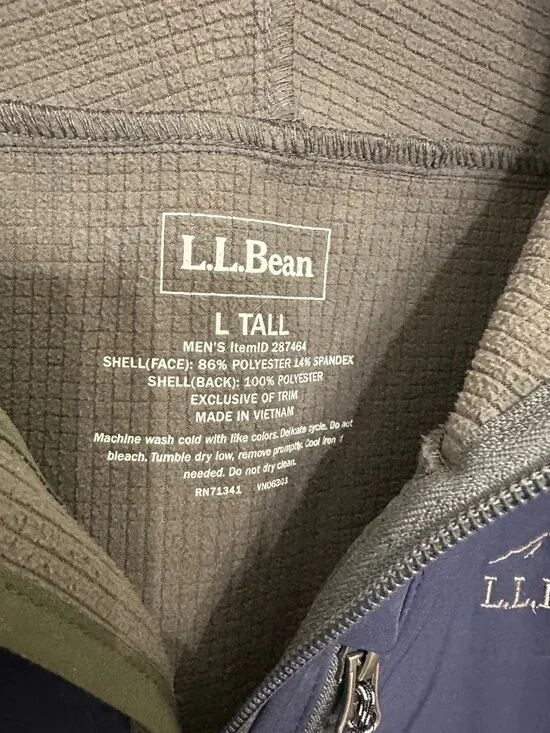 L.L.Bean
L TALL
MEN'S ItemID 287464
SHELL(FACE): 86% POLYESTER 14% SPANDEX
SHELL(BACK): 100% POLYESTER
EXCLUSIVE OF TRIM
MADE IN VIETNAM
Machine wash cold with like colors. Delicate cycle. Do not
bleach. Tumble dry low, remove promptly. Cool iron if
needed. Do not dry clean.
RN71341 VN06303
L.L.